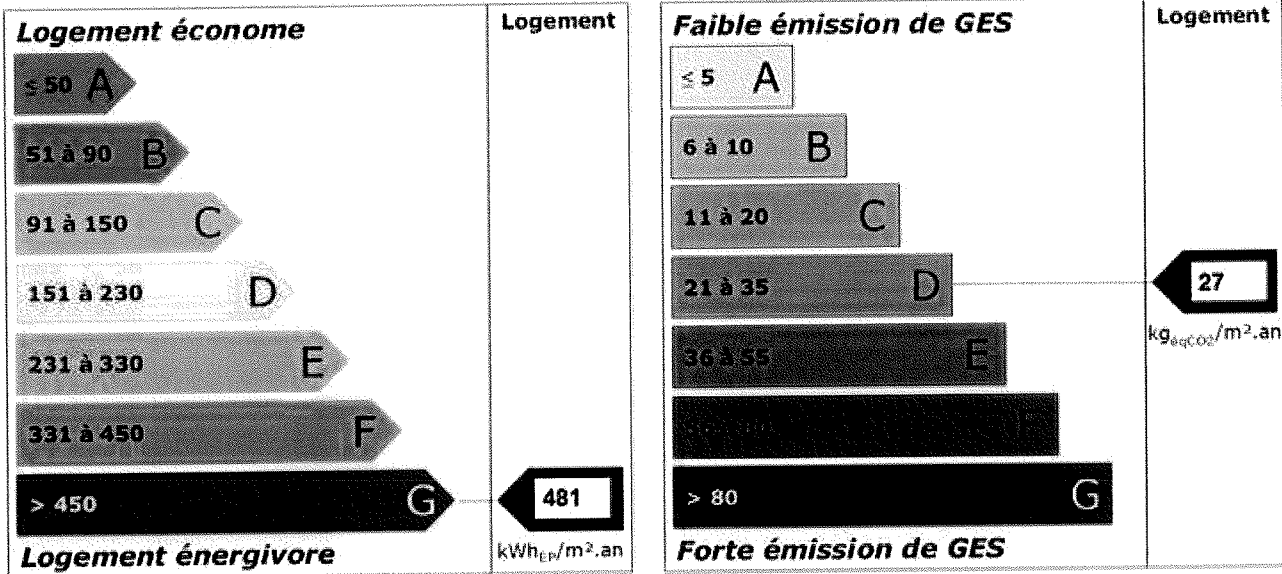 Logement économe
Logement
≤ 50 A
51 à 90 B
91 à 150 C
151 à 230 D
231 à 330 E
331 à 450 F
> 450 G
481
kWhEP/m².an
Logement énergivore
Faible émission de GES
Logement
≤ 5 A
6 à 10 B
11 à 20 C
21 à 35 D
27
kgéqCO2/m².an
36 à 55 E
F
> 80 G
Forte émission de GES